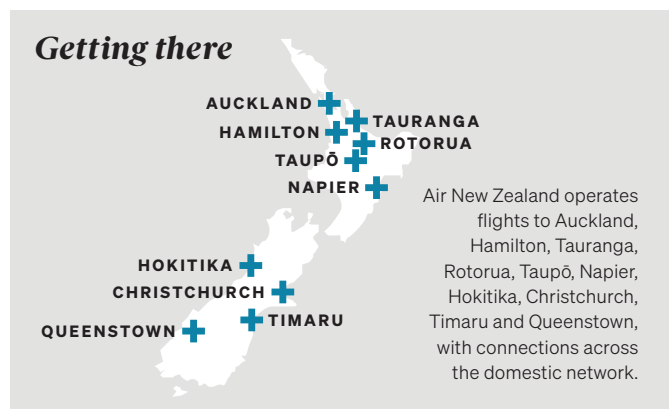 Getting there
AUCKLAND
TAURANGA
HAMILTON
ROTORUA
TAUPŌ
NAPIER
Air New Zealand operates
flights to Auckland,
Hamilton, Tauranga,
Rotorua, Taupō, Napier,
Hokitika, Christchurch,
Timaru and Queenstown,
with connections across
the domestic network.
HOKITIKA
CHRISTCHURCH
TIMARU
QUEENSTOWN